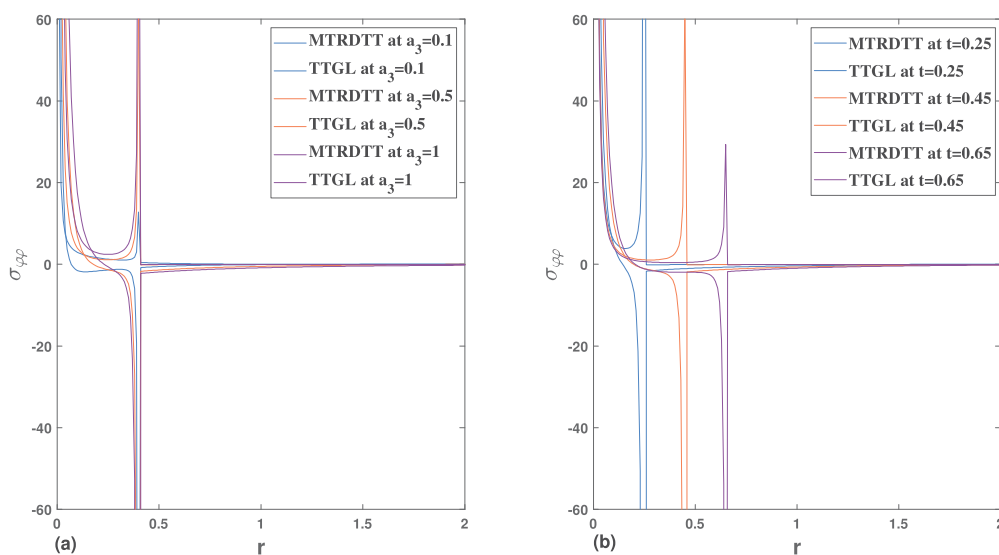 60
40
20
0
-20
-40
-60
σφφ
MTRDTT at a3=0.1
TTGL at a3=0.1
MTRDTT at a3=0.5
TTGL at a3=0.5
MTRDTT at a3=1
TTGL at a3=1
0
0.5
1
1.5
2
(a)
r
60
40
20
0
-20
-40
-60
σφφ
MTRDTT at t=0.25
TTGL at t=0.25
MTRDTT at t=0.45
TTGL at t=0.45
MTRDTT at t=0.65
TTGL at t=0.65
0
0.5
1
1.5
2
(b)
r